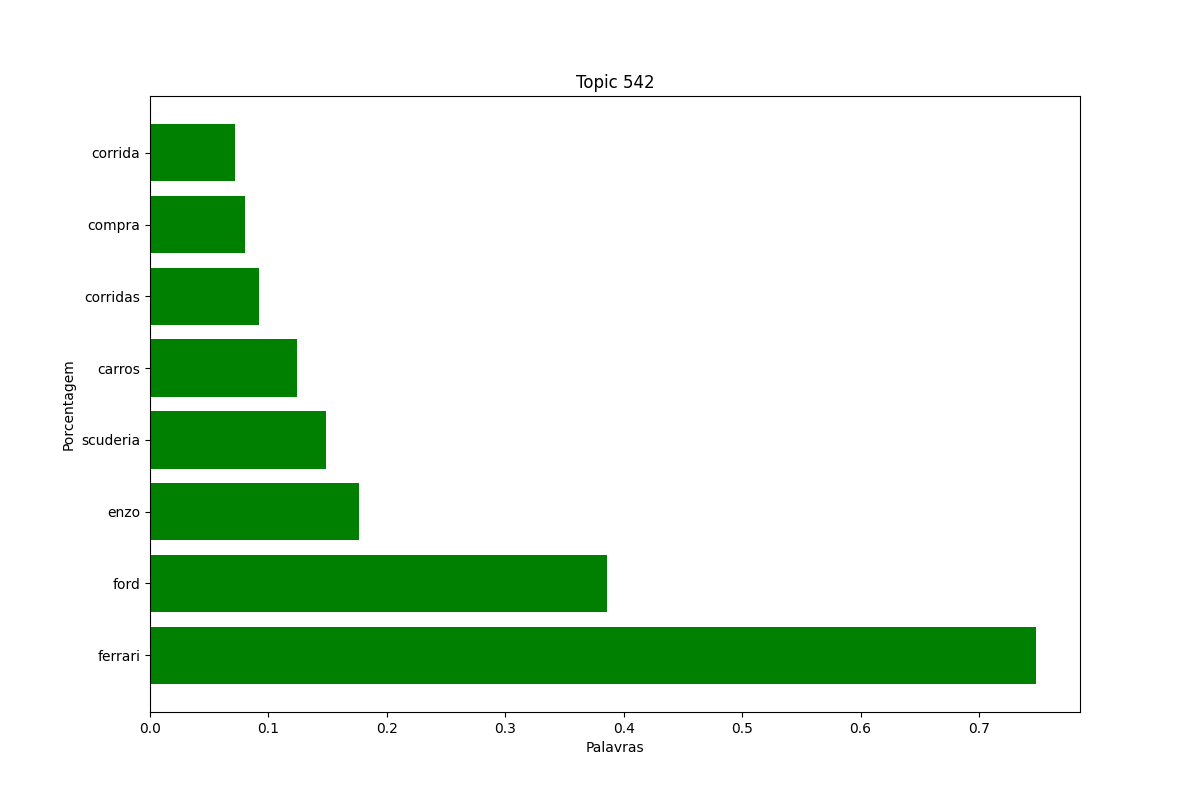 Topic 542
Porcentagem
corrida
compra
corridas
carros
scuderia
enzo
ford
ferrari
0.0 0.1 0.2 0.3 0.4 0.5 0.6 0.7
Palavras